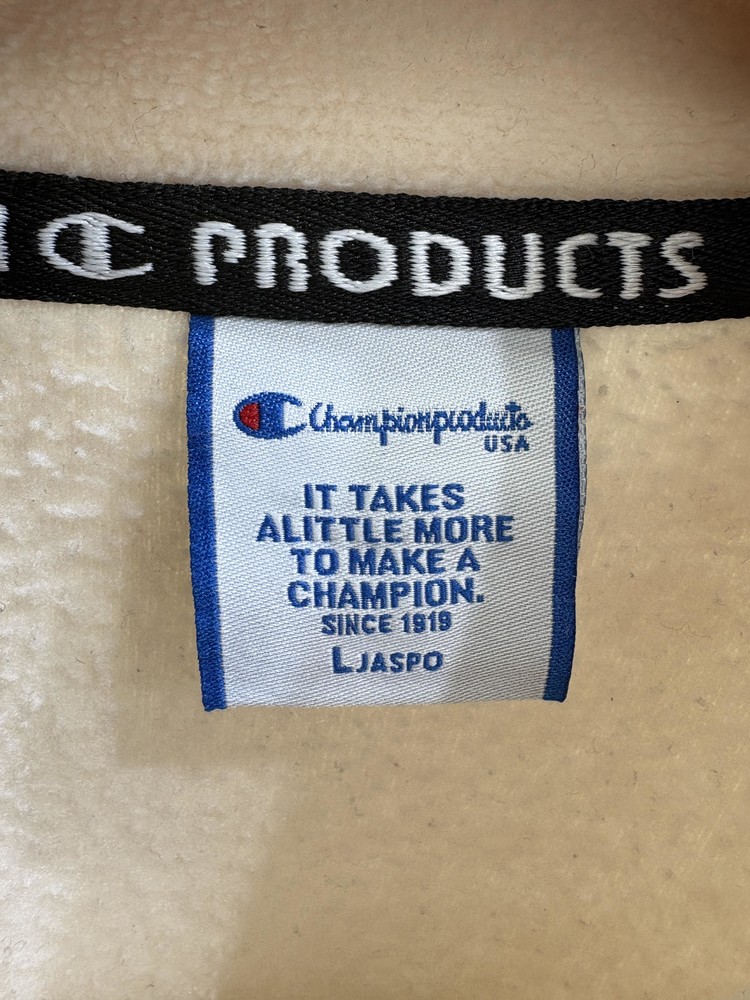 C PRODUCTS
Championproducts
USA
IT TAKES
ALITTLE MORE
TO MAKE A
CHAMPION.
SINCE 1919
L JASPO